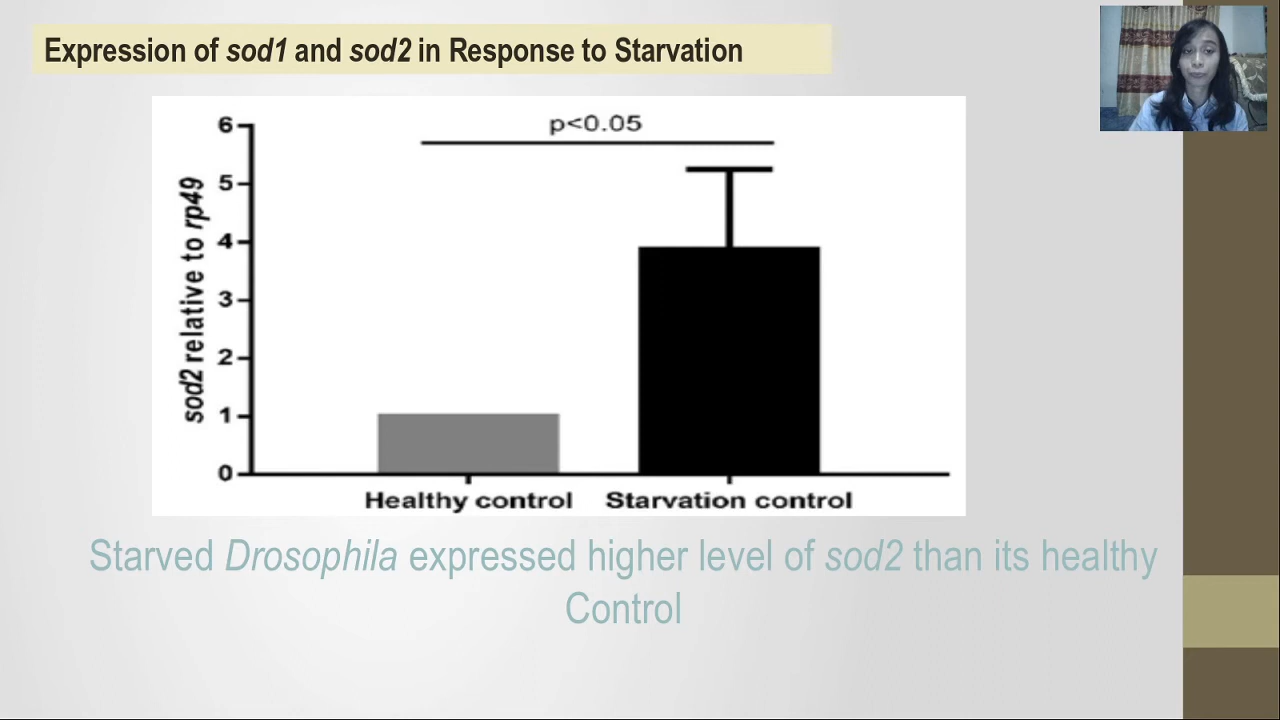 Expression of sod1 and sod2 in Response to Starvation
p<0.05
sod2 relative to rp49
6
5
4
3
2
1
0
Healthy control
Starvation control
Starved Drosophila expressed higher level of sod2 than its healthy
Control